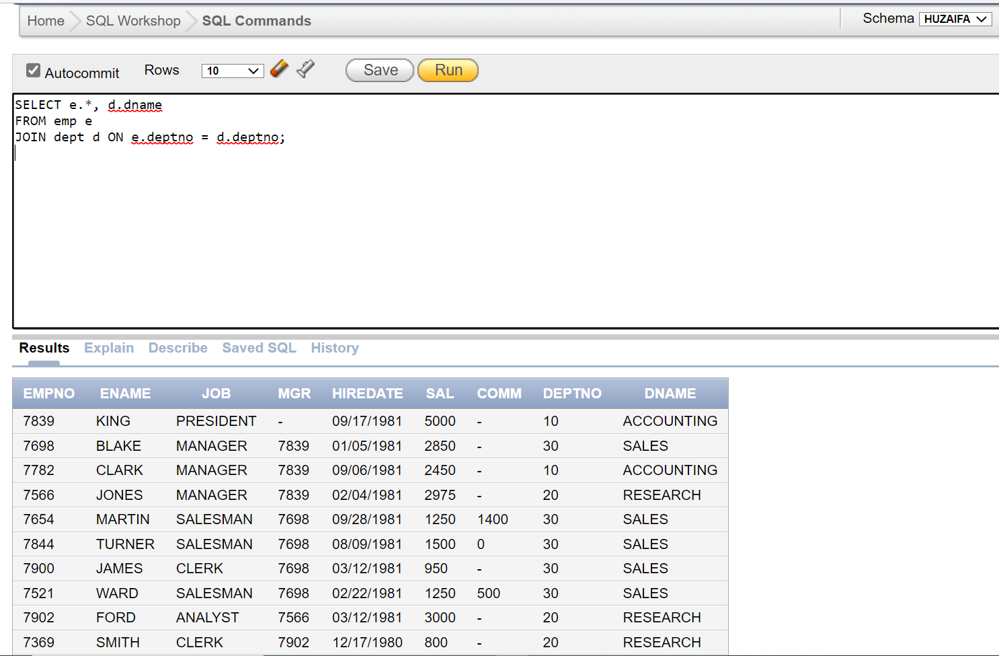 Home SQL Workshop SQL Commands Schema HUZAIFA
Autocommit Rows 10 Save Run
SELECT e.*, d.dname
FROM emp e
JOIN dept d ON e.deptno = d.deptno;
Results Explain Describe Saved SQL History
EMPNO ENAME JOB MGR HIREDATE SAL COMM DEPTNO DNAME
7839 KING PRESIDENT - 09/17/1981 5000 - 10 ACCOUNTING
7698 BLAKE MANAGER 7839 01/05/1981 2850 - 30 SALES
7782 CLARK MANAGER 7839 09/06/1981 2450 - 10 ACCOUNTING
7566 JONES MANAGER 7839 02/04/1981 2975 - 20 RESEARCH
7654 MARTIN SALESMAN 7698 09/28/1981 1250 1400 30 SALES
7844 TURNER SALESMAN 7698 08/09/1981 1500 0 30 SALES
7900 JAMES CLERK 7698 03/12/1981 950 - 30 SALES
7521 WARD SALESMAN 7698 02/22/1981 1250 500 30 SALES
7902 FORD ANALYST 7566 03/12/1981 3000 - 20 RESEARCH
7369 SMITH CLERK 7902 12/17/1980 800 - 20 RESEARCH